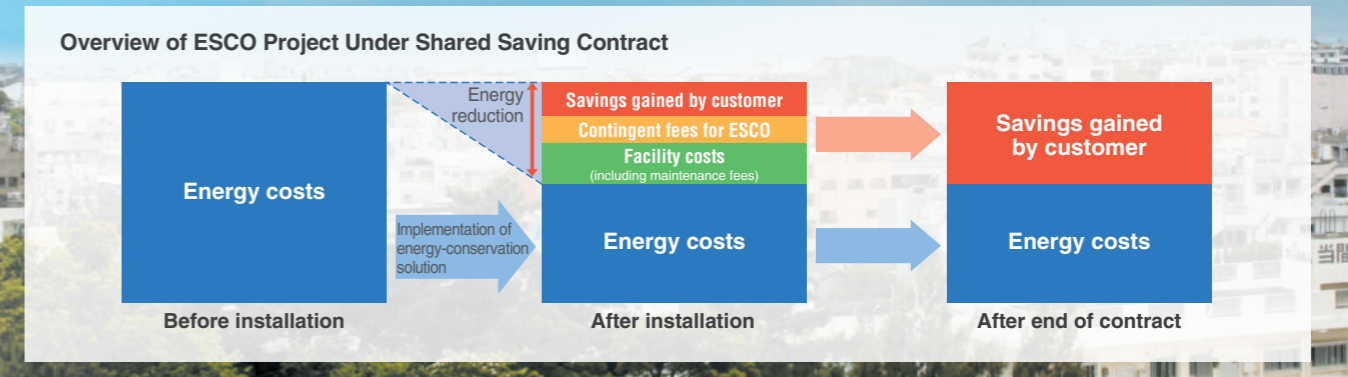 Overview of ESCO Project Under Shared Saving Contract
Energy costs
Before installation
Energy
reduction
Implementation of
energy-conservation
solution
Savings gained by customer
Contingent fees for ESCO
Facility costs
(including maintenance fees)
Energy costs
After installation
Savings gained
by customer
Energy costs
After end of contract